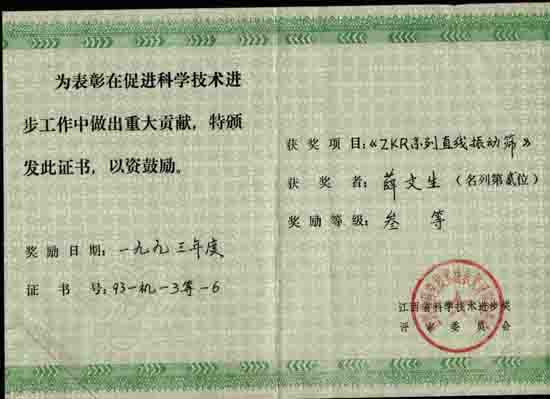 为表彰在促进科学技术进
步工作中做出重大贡献，特颁
发此证书，以资鼓励。
奖励日期：一九九三年度
证书号：93-机-3等-6
获奖项目：《ZKR系列直线振动筛》
获奖者：薛文生（名列第贰位）
奖励等级：叁等
江西省科学技术进步奖
评审委员会